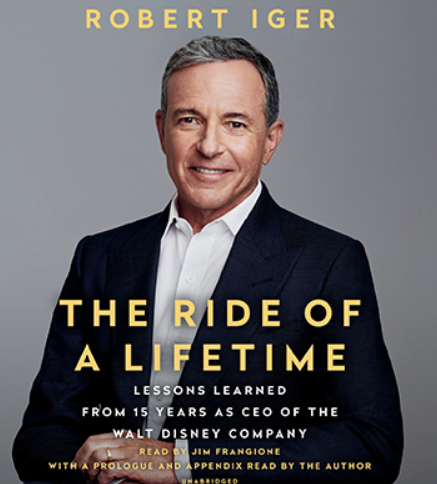 ROBERT IGER
THE RIDE OF
A LIFETIME
LESSONS LEARNED
FROM 15 YEARS AS CEO OF THE
WALT DISNEY COMPANY
READ BY JIM FRANGIONE
WITH A PROLOGUE AND APPENDIX READ BY THE AUTHOR
UNABRIDGED